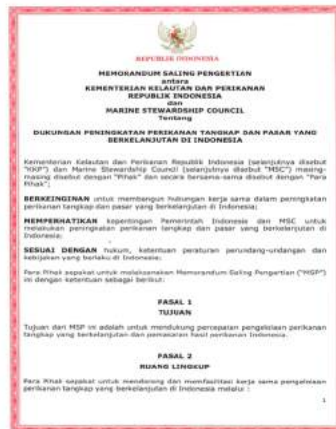 REPUBLIK INDONESIA
MEMORANDUM SALING PENGERTIAN
antara
KEMENTERIAN KELAUTAN DAN PERIKANAN
REPUBLIK INDONESIA
dan
MARINE STEWARDSHIP COUNCIL
Tentang
DUKUNGAN PENINGKATAN PERIKANAN TANGKAP DAN PASAR YANG
BERKELANJUTAN DI INDONESIA
Kementerian Kelautan dan Perikanan Republik Indonesia (selanjutnya disebut
"KKP") dan Marine Stewardship Council (selanjutnya disebut "MSC") masing-
masing disebut dengan "Pihak" dan secara bersama-sama disebut dengan "Para
Pihak";
BERKEINGINAN untuk membangun hubungan kerja sama dalam peningkatan
perikanan tangkap dan pasar yang berkelanjutan di Indonesia;
MEMPERHATIKAN kepentingan Pemerintah Indonesia dan MSC untuk
melakukan peningkatan perikanan tangkap dan pasar yang berkelanjutan di
Indonesia;
SESUAI DENGAN hukum, ketentuan peraturan perundang-undangan dan
kebijakan yang berlaku di Indonesia;
Para Pihak sepakat untuk melaksanakan Memorandum Saling Pengertian ("MSP")
ini dengan ketentuan sebagai berikut:
PASAL 1
TUJUAN
Tujuan dari MSP ini adalah untuk mendukung percepatan pengelolaan perikanan
tangkap yang berkelanjutan dan pemasaran hasil perikanan Indonesia.
PASAL 2
RUANG LINGKUP
Para Pihak sepakat untuk mendorong dan memfasilitasi kerja sama pengelolaan
perikanan tangkap yang berkelanjutan di Indonesia melalui :
1